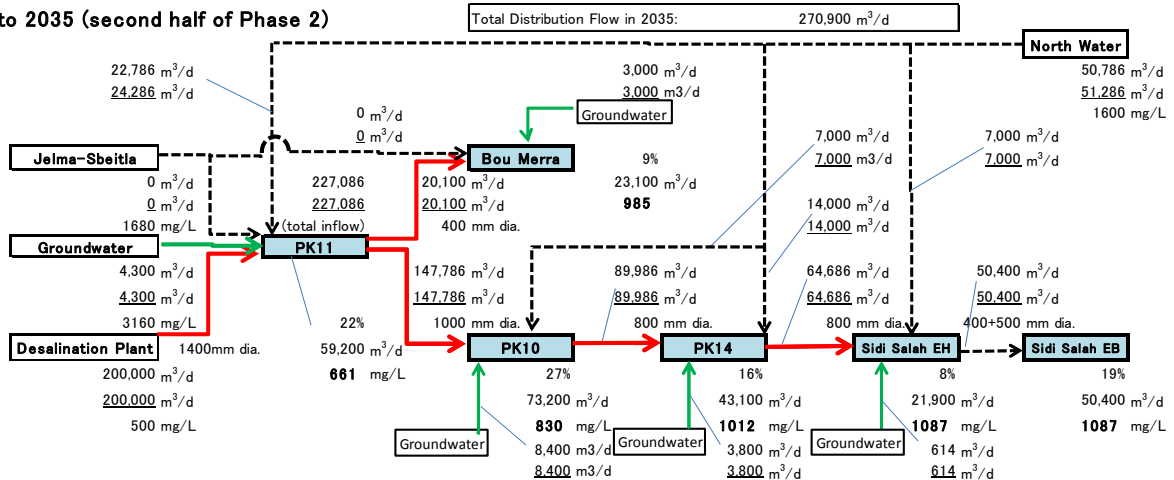 to 2035 (second half of Phase 2)
Total Distribution Flow in 2035: 270,900 m³/d
North Water
50,786 m³/d
51,286 m³/d
1600 mg/L
22,786 m³/d
24,286 m³/d
3,000 m³/d
3,000 m3/d
Groundwater
0 m³/d
0 m³/d
7,000 m³/d
7,000 m3/d
7,000 m³/d
7,000 m³/d
Jelma-Sbeitla
0 m³/d
0 m³/d
1680 mg/L
Bou Merra
9%
23,100 m³/d
985
227,086
227,086
(total inflow)
20,100 m³/d
20,100 m³/d
400 mm dia.
14,000 m³/d
14,000 m³/d
Groundwater
4,300 m³/d
4,300 m³/d
3160 mg/L
PK11
22%
59,200 m³/d
661 mg/L
147,786 m³/d
147,786 m³/d
1000 mm dia.
89,986 m³/d
89,986 m³/d
800 mm dia.
64,686 m³/d
64,686 m³/d
800 mm dia.
50,400 m³/d
50,400 m³/d
400+500 mm dia.
Desalination Plant
1400mm dia.
200,000 m³/d
200,000 m³/d
500 mg/L
PK10
27%
73,200 m³/d
830 mg/L
Groundwater
8,400 m3/d
8,400 m3/d
PK14
16%
43,100 m³/d
1012 mg/L
Groundwater
3,800 m³/d
3,800 m³/d
Sidi Salah EH
8%
21,900 m³/d
1087 mg/L
Groundwater
614 m³/d
614 m³/d
Sidi Salah EB
19%
50,400 m³/d
1087 mg/L